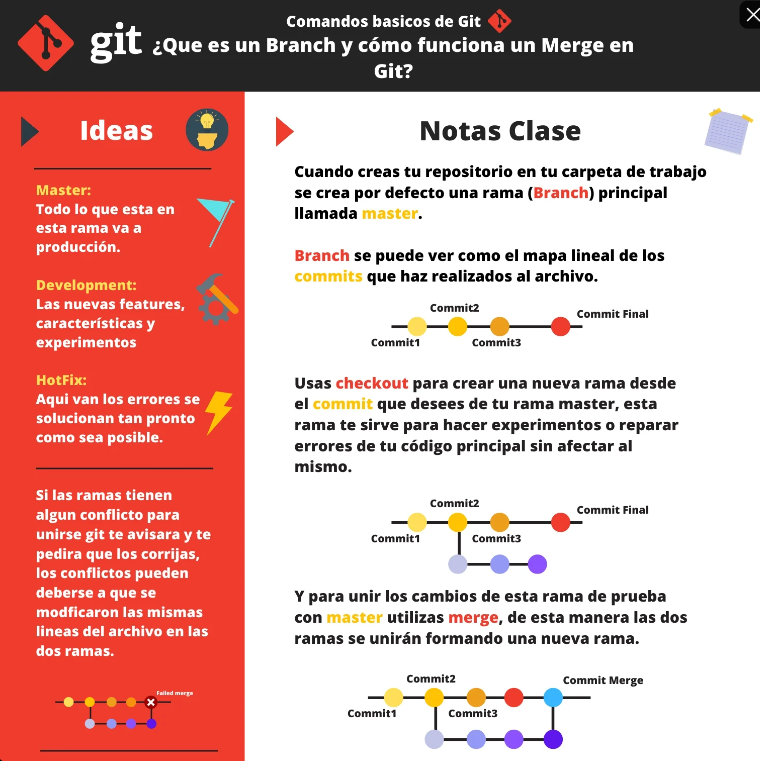 Comandos basicos de Git
git ¿Que es un Branch y cómo funciona un Merge en
Git?
Ideas
Master:
Todo lo que esta en
esta rama va a
producción.
Development:
Las nuevas features,
características y
experimentos
HotFix:
Aqui van los errores se
solucionan tan pronto
como sea posible.
Si las ramas tienen
algun conflicto para
unirse git te avisara y te
pedira que los corrijas,
los conflictos pueden
deberse a que se
modficaron las mismas
lineas del archivo en las
dos ramas.
Failed merge
Notas Clase
Cuando creas tu repositorio en tu carpeta de trabajo
se crea por defecto una rama (Branch) principal
llamada master.
Branch se puede ver como el mapa lineal de los
commits que haz realizados al archivo.
Commit2
Commit Final
Commit1
Commit3
Usas checkout para crear una nueva rama desde
el commit que desees de tu rama master, esta
rama te sirve para hacer experimentos o reparar
errores de tu código principal sin afectar al
mismo.
Commit2
Commit Final
Commit1
Commit3
Y para unir los cambios de esta rama de prueba
con master utilizas merge, de esta manera las dos
ramas se unirán formando una nueva rama.
Commit2
Commit Merge
Commit1
Commit3